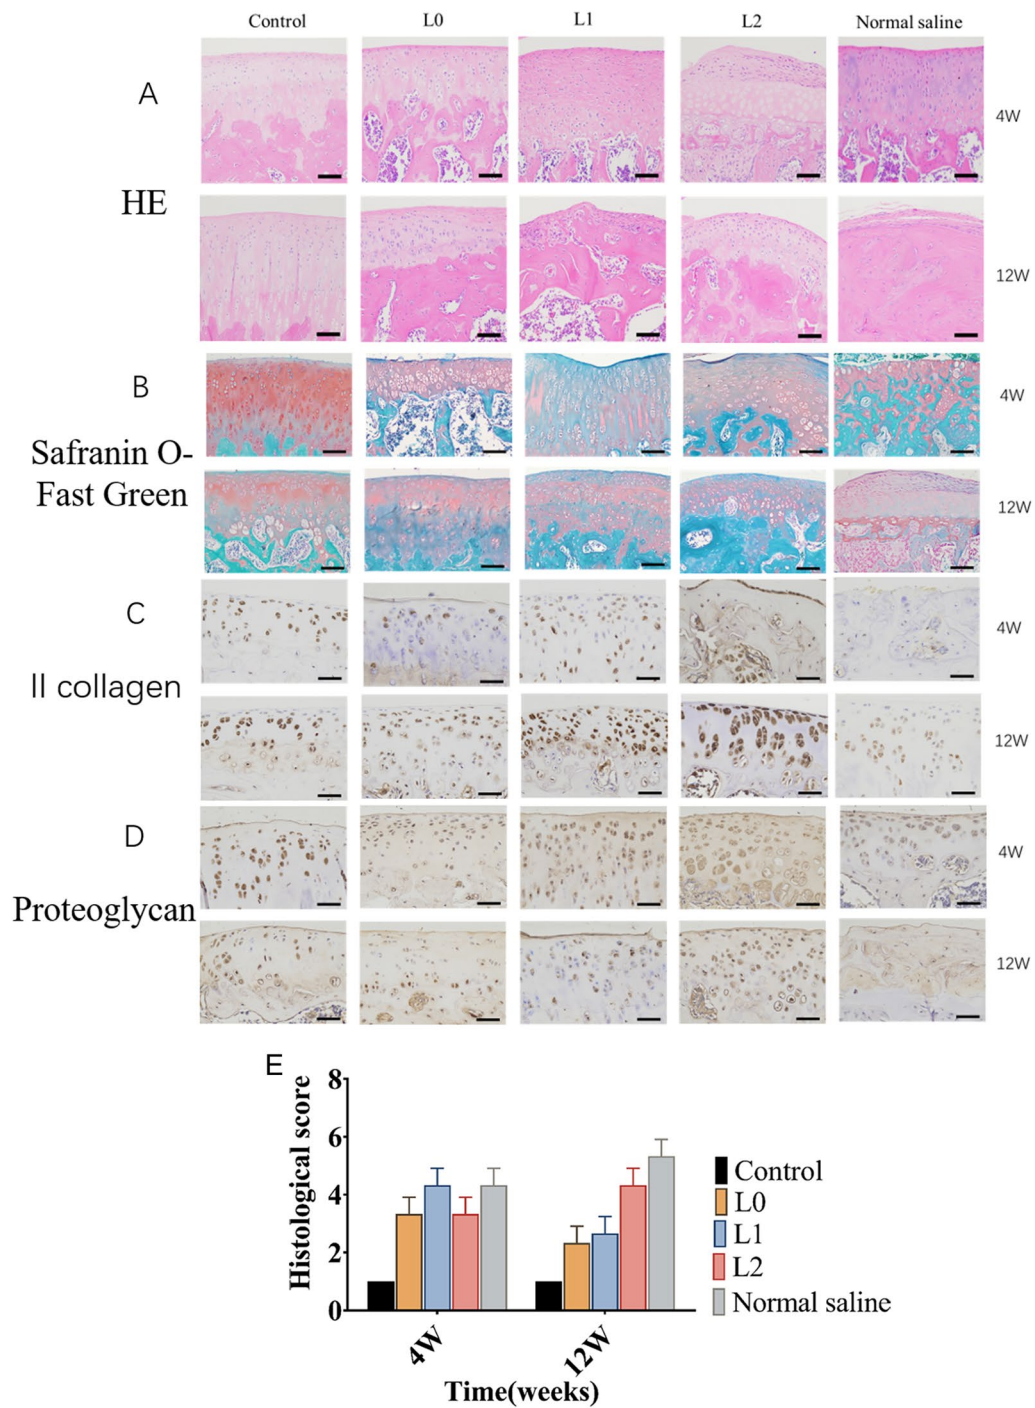 Control L0 L1 L2 Normal saline
A
4W
HE
12W
B
4W
Safranin O-
Fast Green
12W
C
4W
II collagen
12W
D
4W
Proteoglycan
12W
E
Histological score
8
6
4
2
0
4W 12W
Time(weeks)
Control
L0
L1
L2
Normal saline